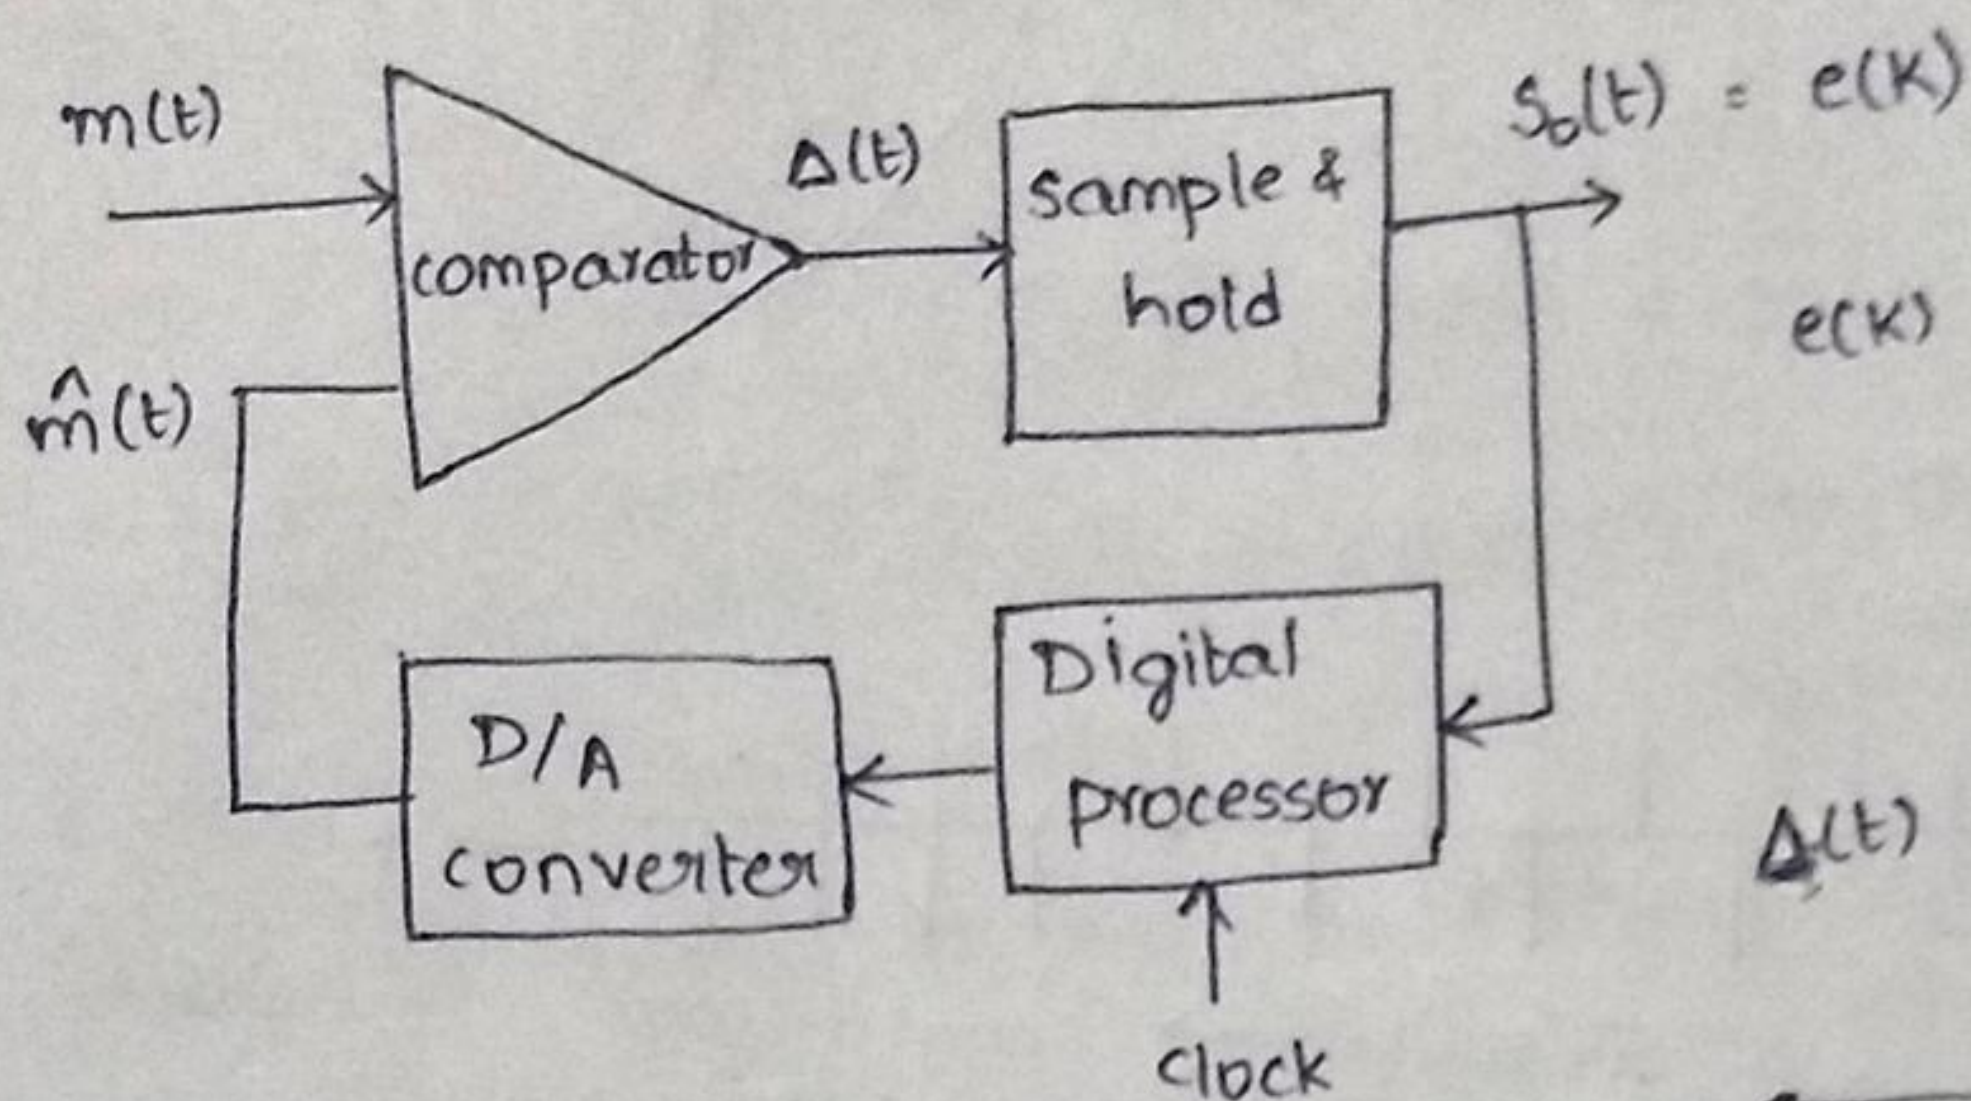 m(t)
comparator
Δ(t)
sample &
hold
S₀(t) = e(K)
e(K)
m̂(t)
D/A
converter
Digital
processor
Δ(t)
clock